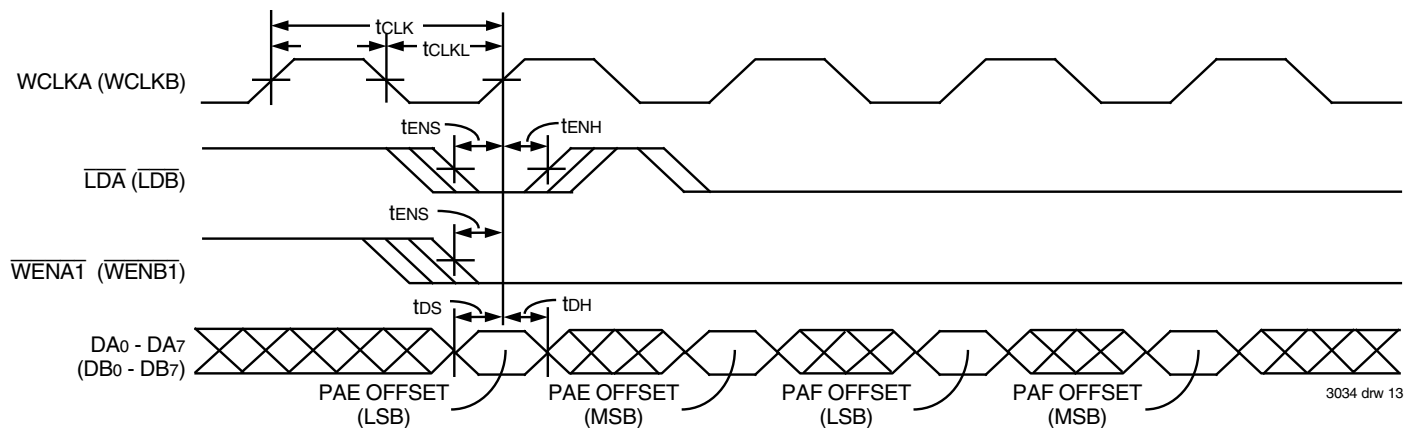 tCLK
tCLKL
WCLKA (WCLKB)
tENS
tENH
LDA (LDB)
tENS
WENA1 (WENB1)
tDS
tDH
DA0 - DA7
(DB0 - DB7)
PAE OFFSET
(LSB)
PAE OFFSET
(MSB)
PAF OFFSET
(LSB)
PAF OFFSET
(MSB)
3034 drw 13